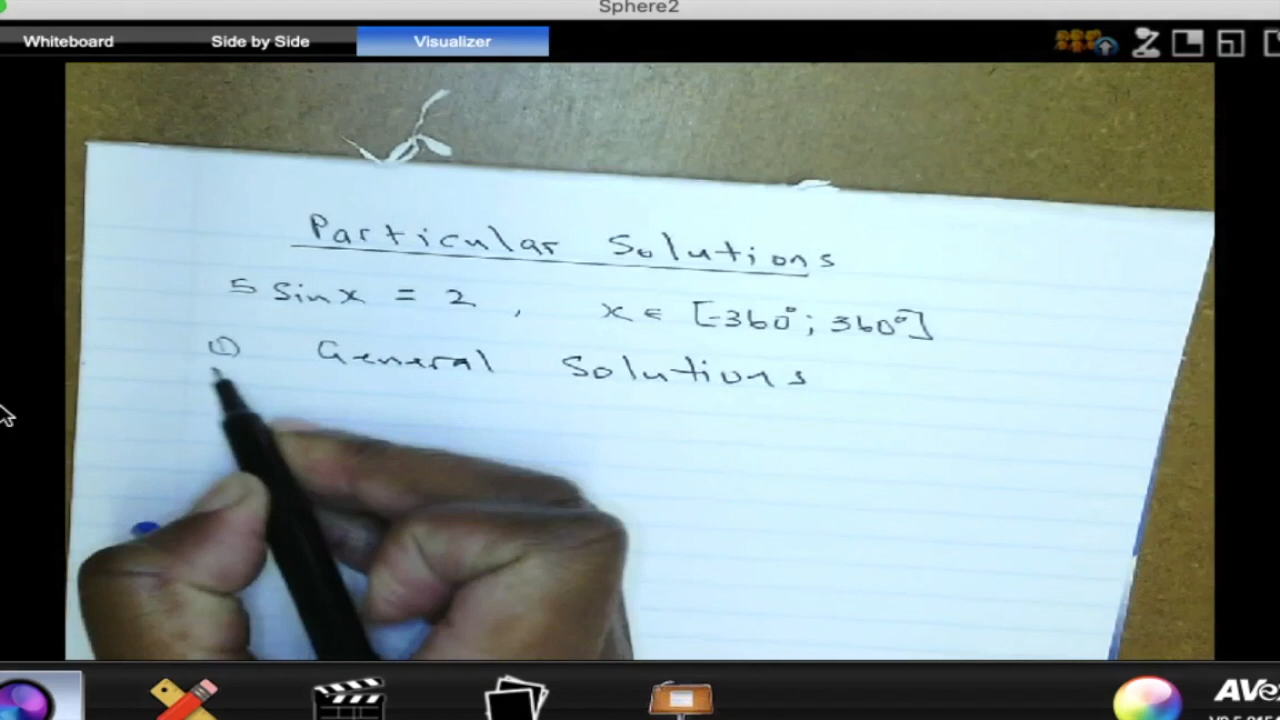 Sphere2
Whiteboard Side by Side Visualizer
Particular Solutions
5 sin x = 2 , x ∈ [-360°; 360°]
① General Solutions